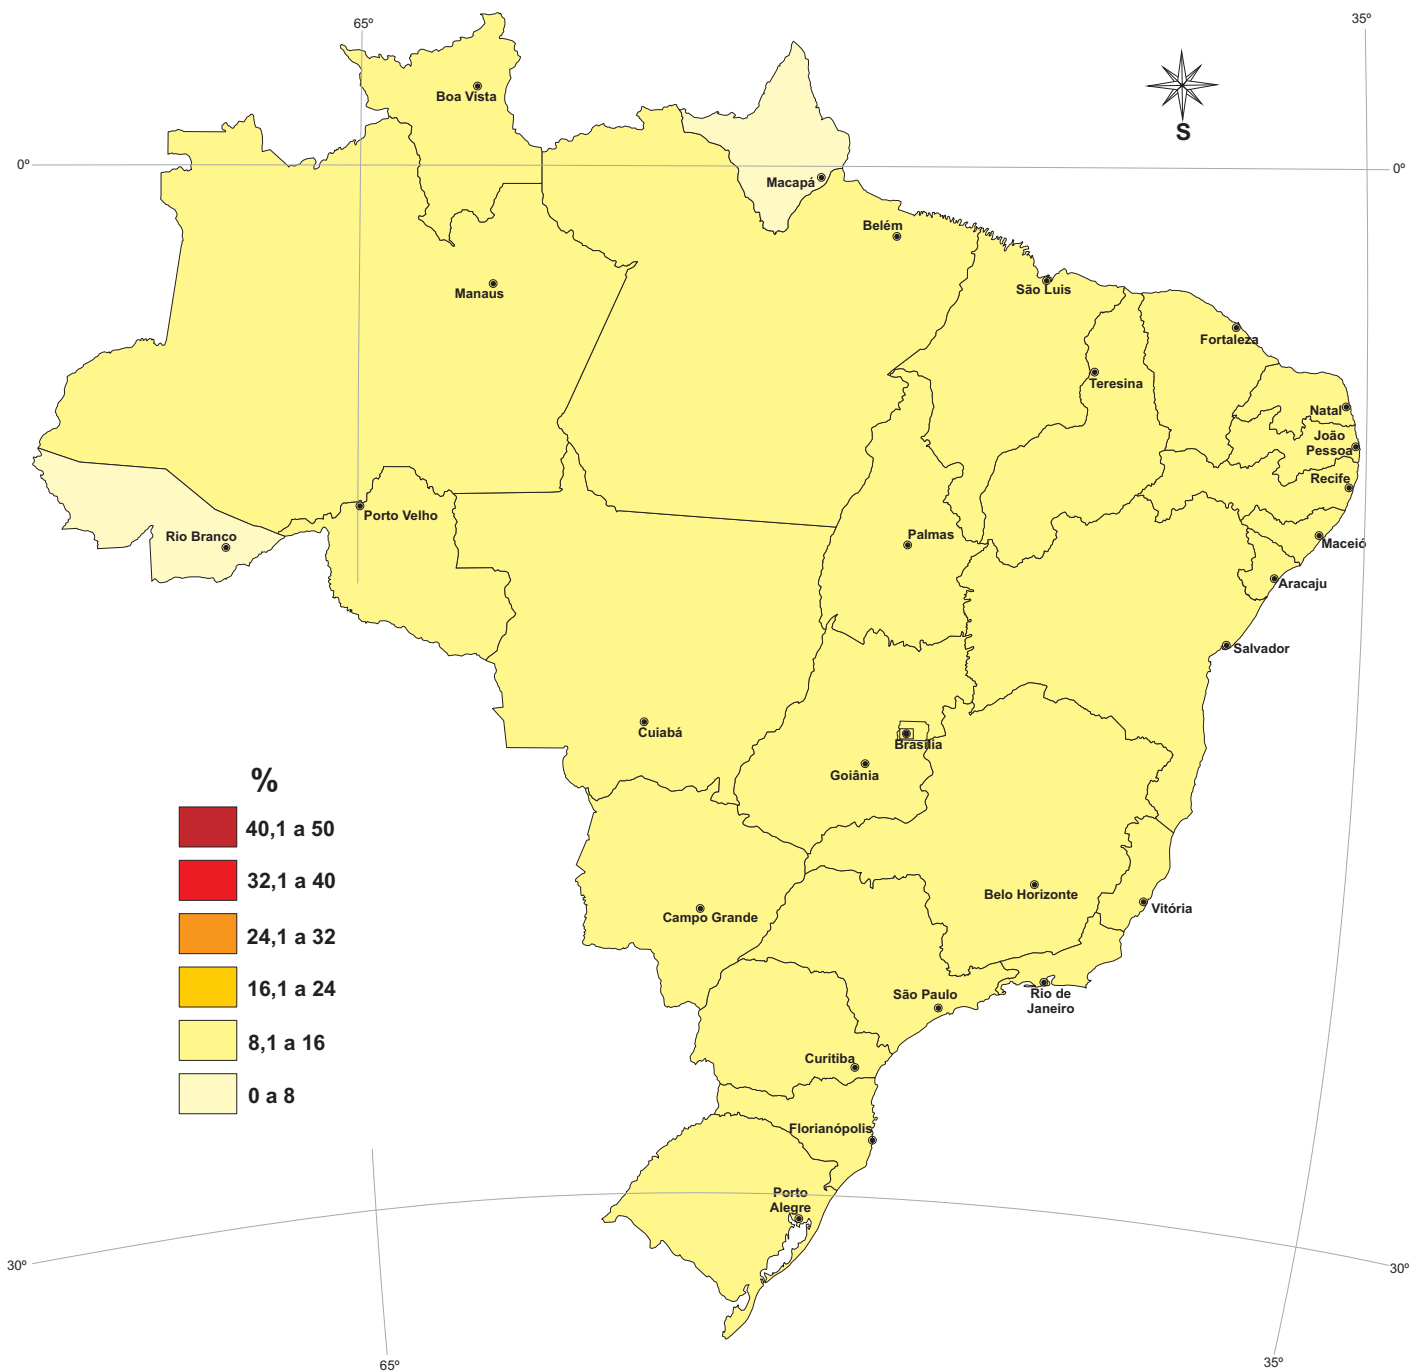 65º
35º
Boa Vista
S
0º
0º
Macapá
Belém
Manaus
São Luis
Fortaleza
Teresina
Natal
João
Pessoa
Recife
Porto Velho
Rio Branco
Palmas
Maceió
Aracaju
Salvador
Cuiabá
Brasília
Goiânia
%
40,1 a 50
32,1 a 40
24,1 a 32
16,1 a 24
8,1 a 16
0 a 8
Belo Horizonte
Vitória
Campo Grande
São Paulo
Rio de
Janeiro
Curitiba
Florianópolis
Porto
Alegre
30º
30º
65º
35º